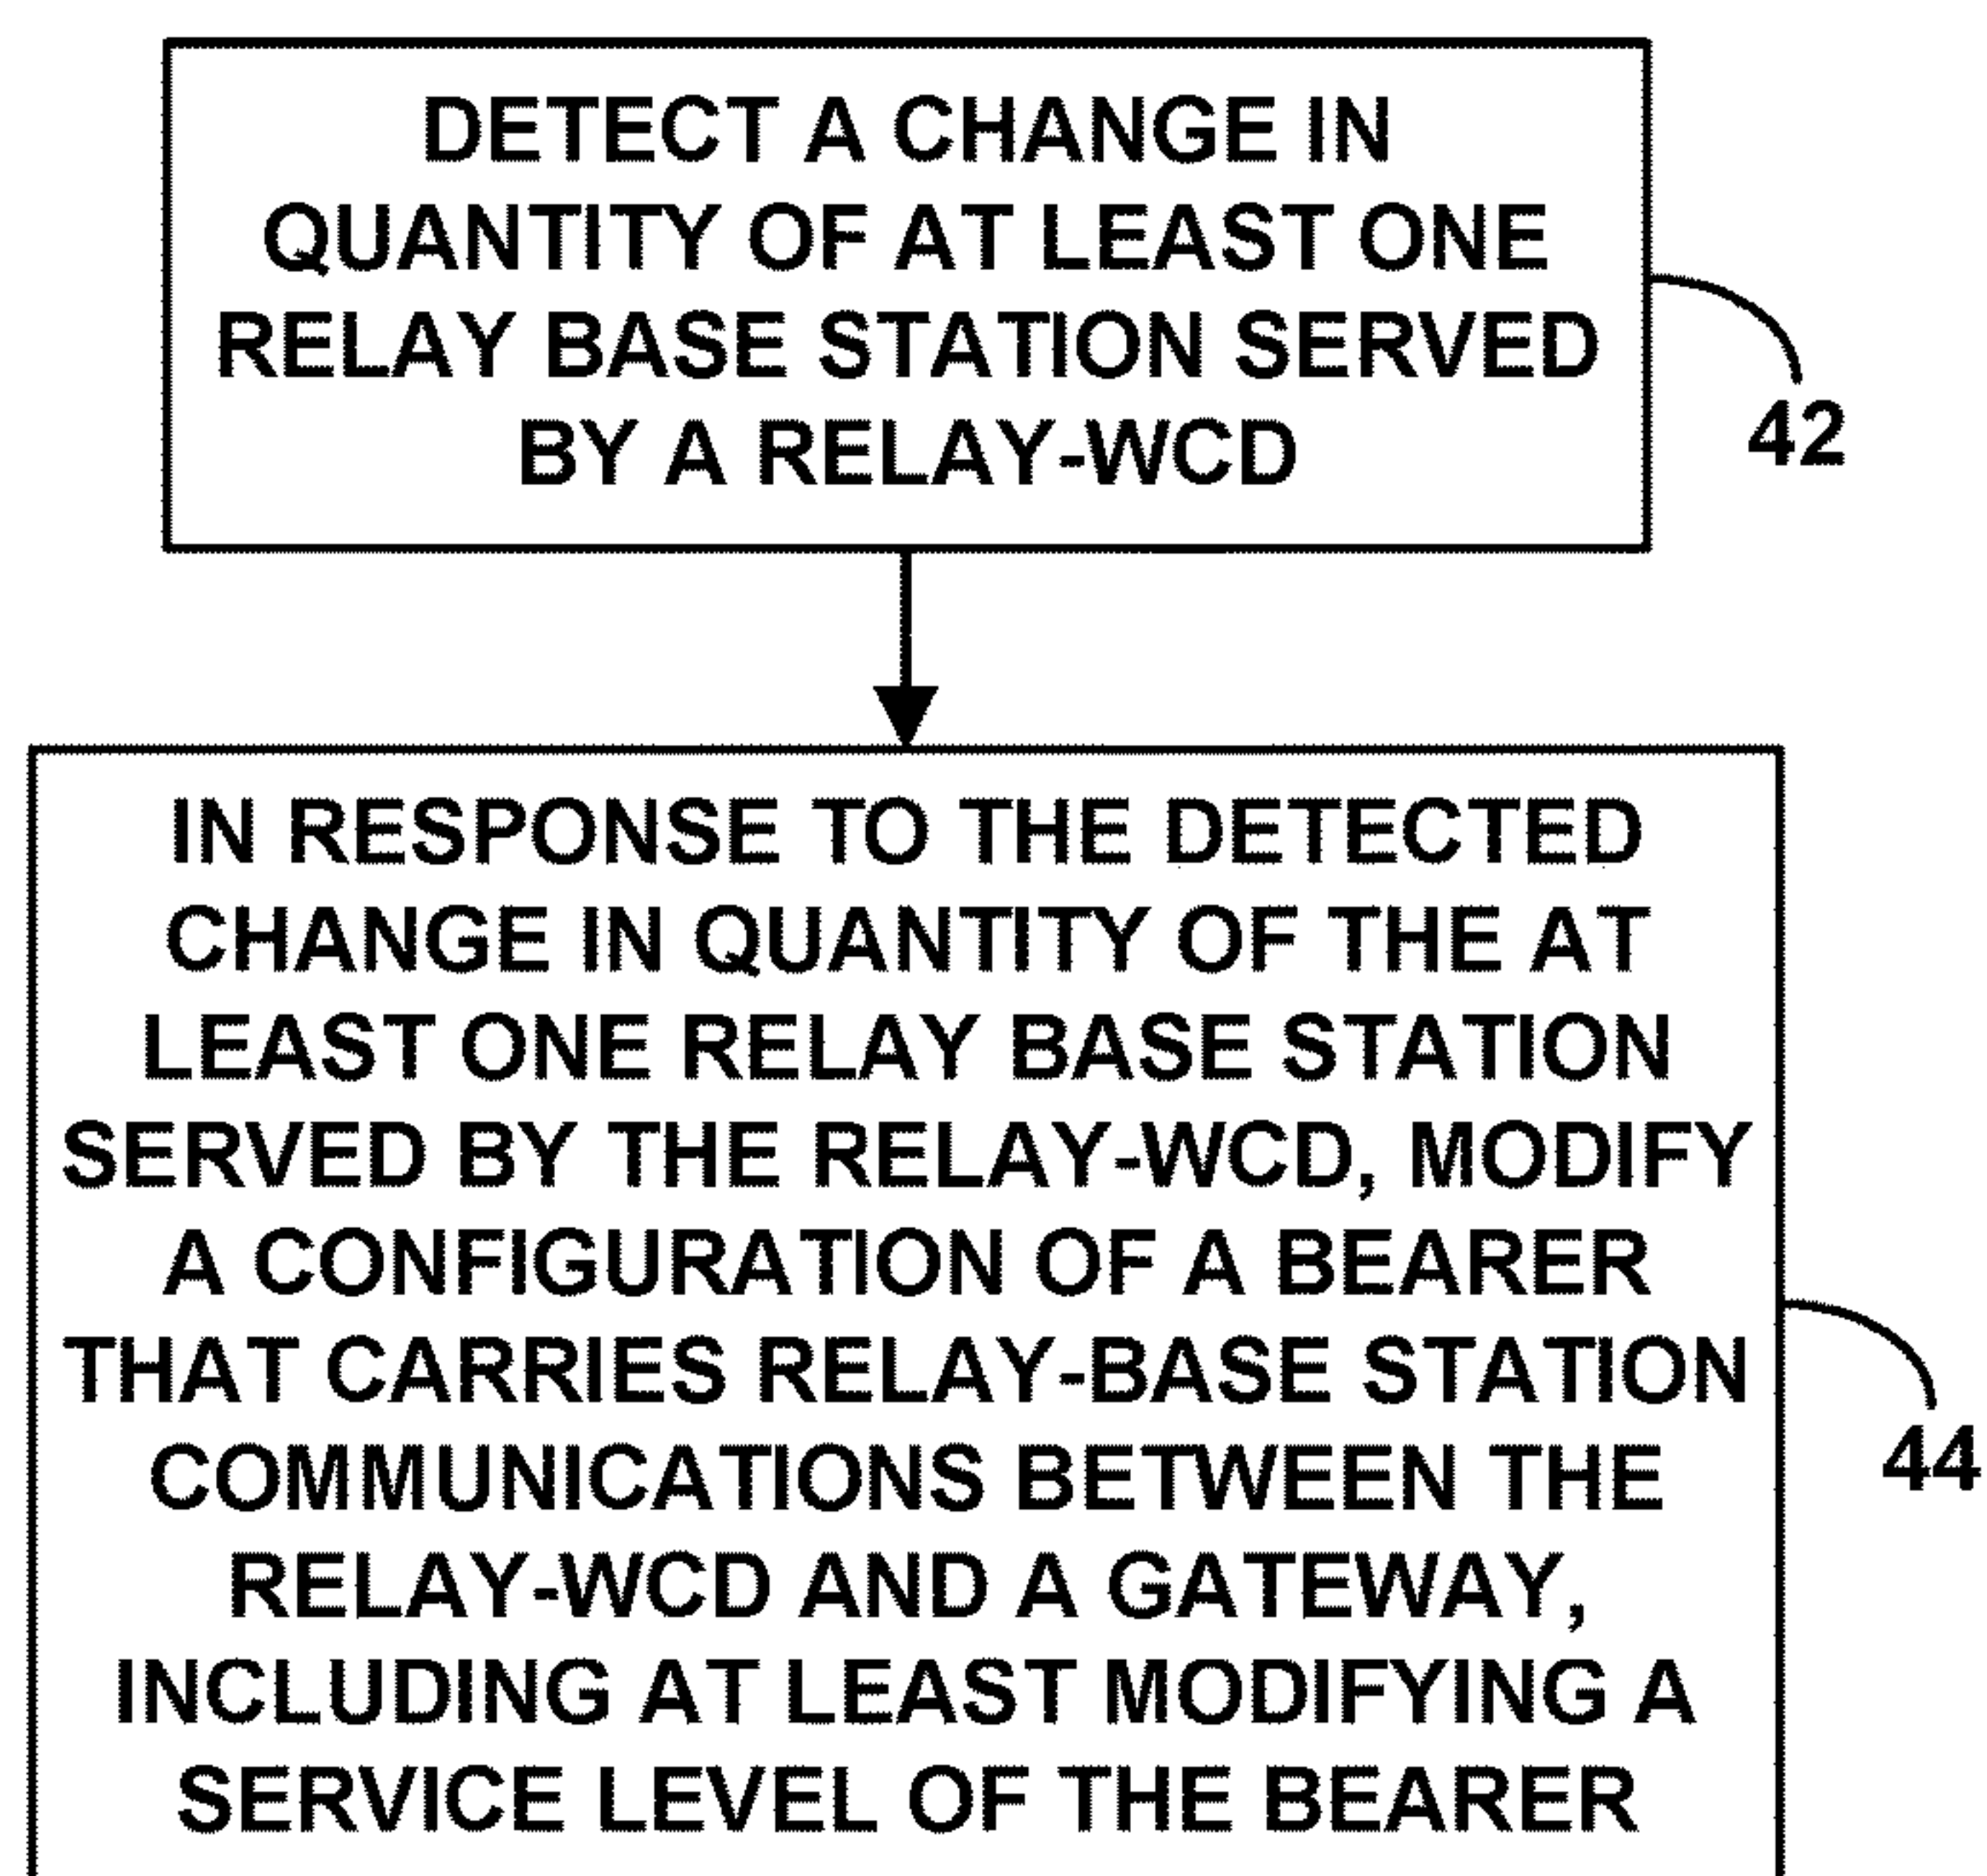 DETECT A CHANGE IN
QUANTITY OF AT LEAST ONE
RELAY BASE STATION SERVED
BY A RELAY-WCD
42
IN RESPONSE TO THE DETECTED
CHANGE IN QUANTITY OF THE AT
LEAST ONE RELAY BASE STATION
SERVED BY THE RELAY-WCD, MODIFY
A CONFIGURATION OF A BEARER
THAT CARRIES RELAY-BASE STATION
COMMUNICATIONS BETWEEN THE
RELAY-WCD AND A GATEWAY,
INCLUDING AT LEAST MODIFYING A
SERVICE LEVEL OF THE BEARER
44